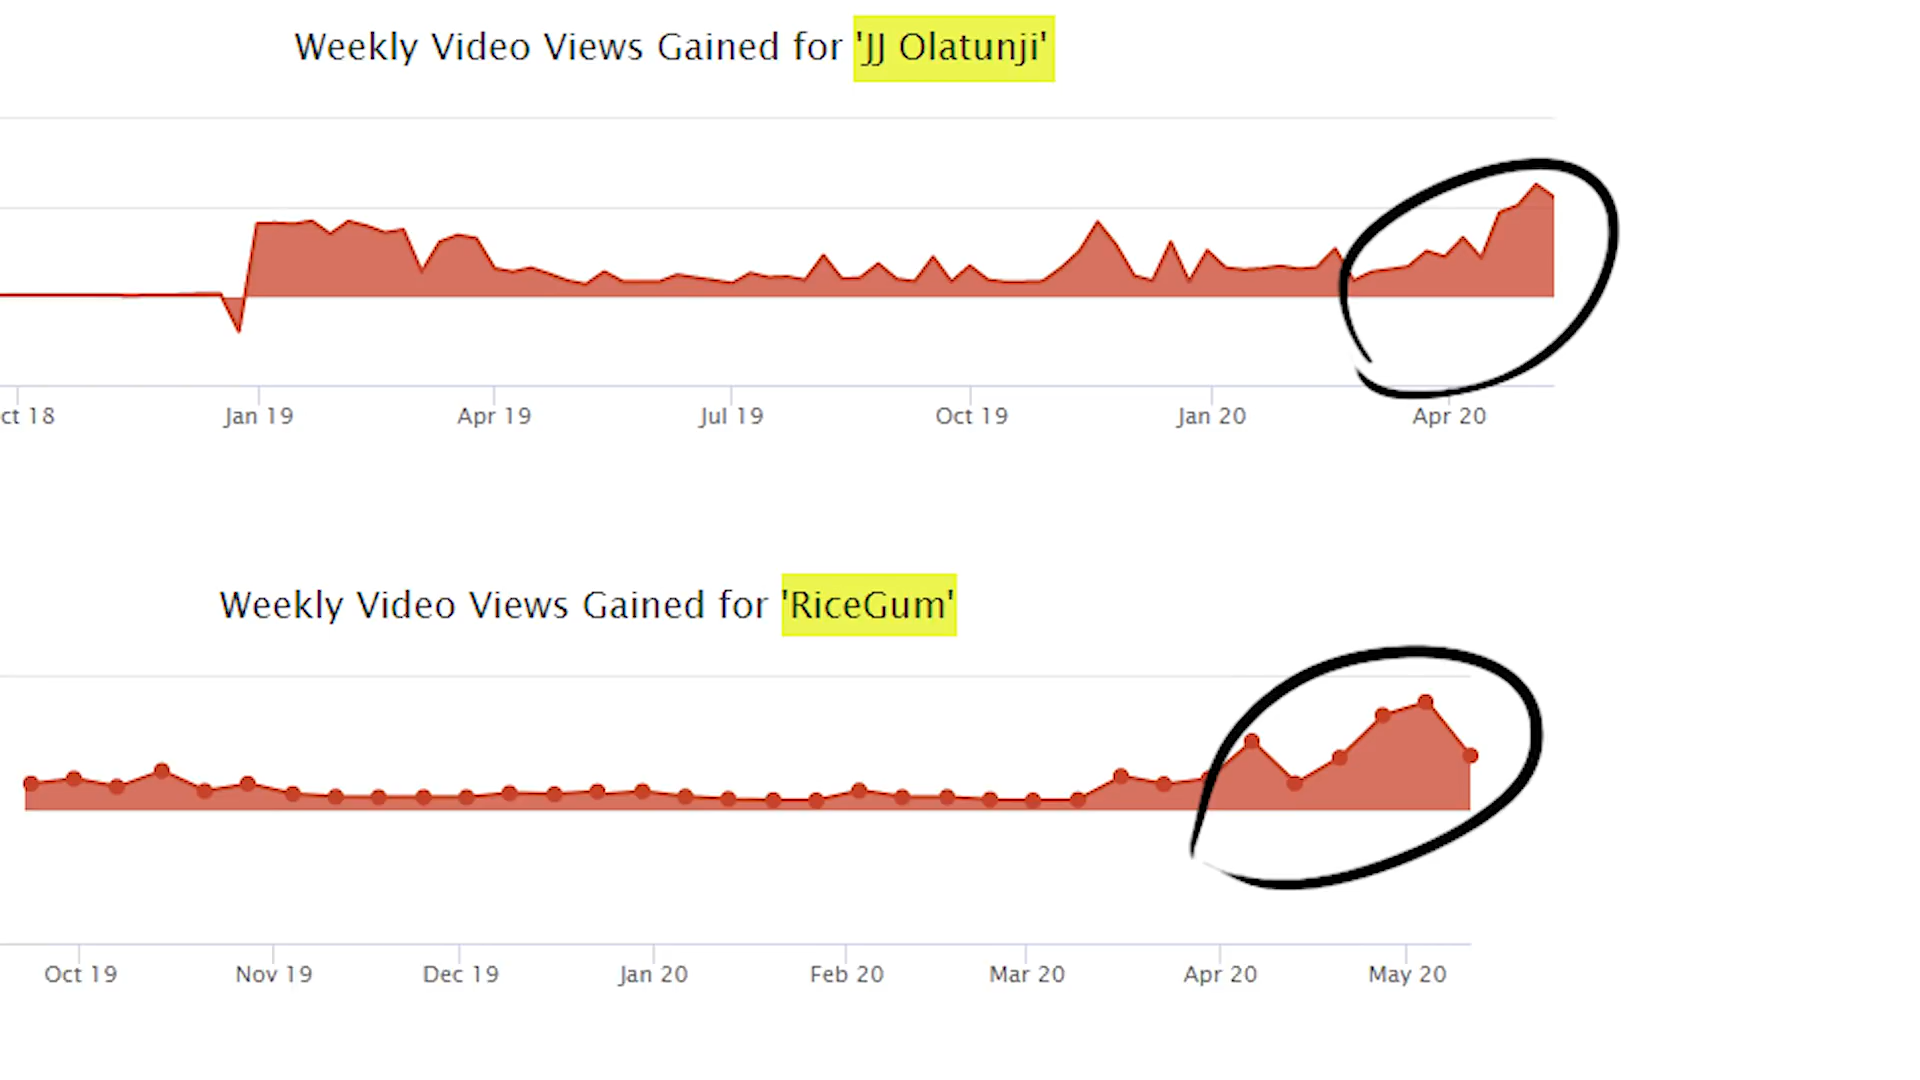 Weekly Video Views Gained for 'JJ Olatunji'
ct 18 Jan 19 Apr 19 Jul 19 Oct 19 Jan 20 Apr 20
Weekly Video Views Gained for 'RiceGum'
Oct 19 Nov 19 Dec 19 Jan 20 Feb 20 Mar 20 Apr 20 May 20